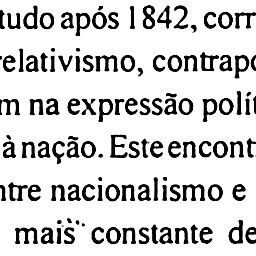 tudo após 1842, corr
relativismo, contrapo
m na expressão polít
à nação. Este encont
ntre nacionalismo e
mais constante de